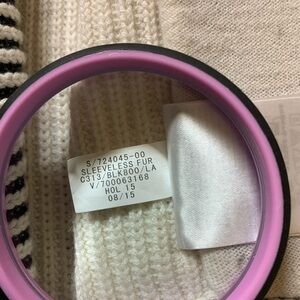 S/724045-00
SLEEVELESS FUR
C313/BLK800/LA
V/700063168
HOL 15
08/15